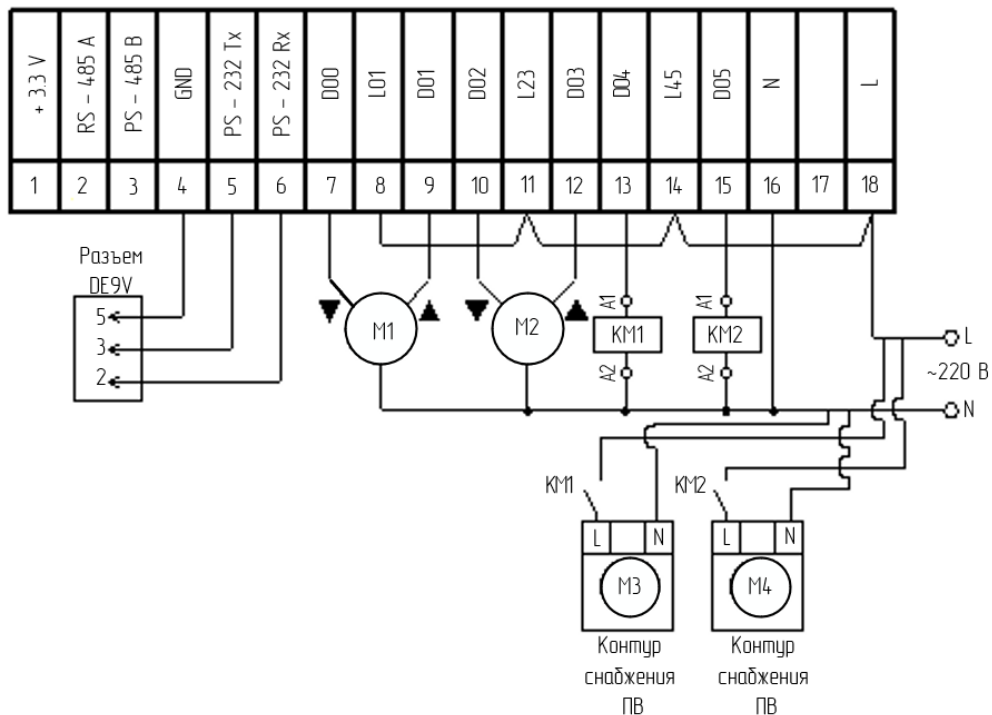 + 3.3 V
RS - 485 A
PS - 485 B
GND
PS - 232 Tx
PS - 232 Rx
DO0
LO1
DO1
DO2
L23
DO3
DO4
L45
DO5
N
L
1 2 3 4 5 6 7 8 9 10 11 12 13 14 15 16 17 18
Разъем
DE9V
5
3
2
M1
M2
A1
KM1
A2
A1
KM2
A2
L
~220 В
N
KM1
L N
M3
KM2
L N
M4
Контур
снабжения
ПВ
Контур
снабжения
ПВ